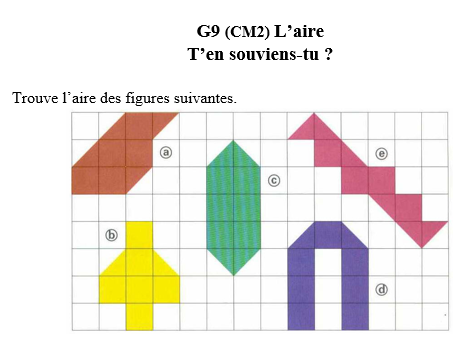 G9 (CM2) L’aire
T’en souviens-tu ?
Trouve l’aire des figures suivantes.
a
e
c
b
d